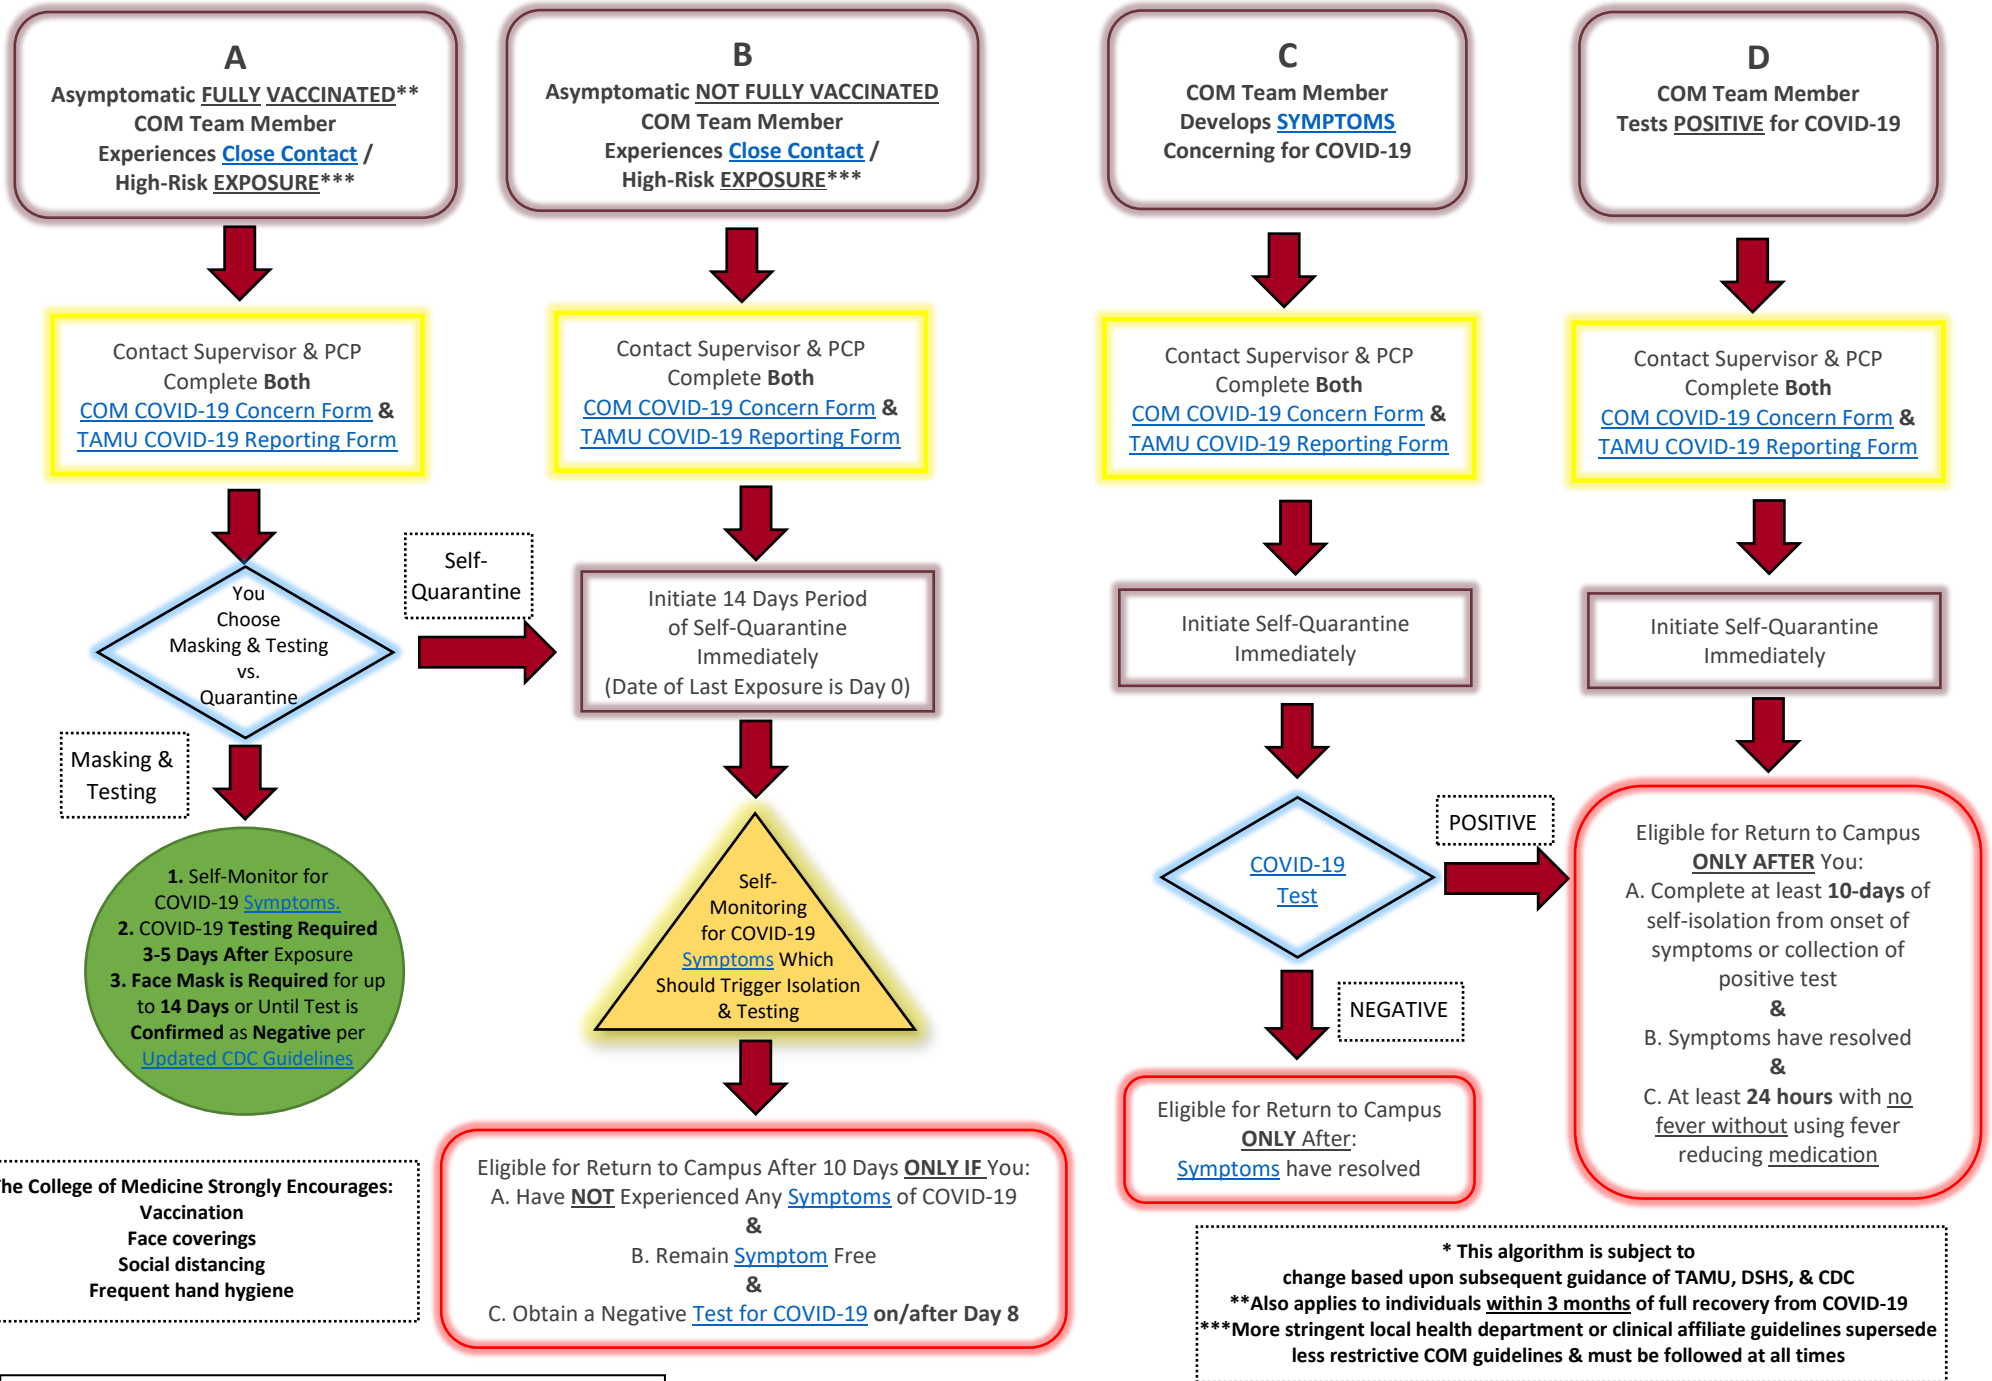 A
Asymptomatic FULLY VACCINATED**
COM Team Member
Experiences Close Contact /
High-Risk EXPOSURE***
Contact Supervisor & PCP
Complete Both
COM COVID-19 Concern Form &
TAMU COVID-19 Reporting Form
You
Choose
Masking & Testing
vs.
Quarantine
Self-
Quarantine
Masking &
Testing
1. Self-Monitor for
COVID-19 Symptoms.
2. COVID-19 Testing Required
3-5 Days After Exposure
3. Face Mask is Required for up
to 14 Days or Until Test is
Confirmed as Negative per
Updated CDC Guidelines
The College of Medicine Strongly Encourages:
Vaccination
Face coverings
Social distancing
Frequent hand hygiene
B
Asymptomatic NOT FULLY VACCINATED
COM Team Member
Experiences Close Contact /
High-Risk EXPOSURE***
Contact Supervisor & PCP
Complete Both
COM COVID-19 Concern Form &
TAMU COVID-19 Reporting Form
Initiate 14 Days Period
of Self-Quarantine
Immediately
(Date of Last Exposure is Day 0)
Self-
Monitoring
for COVID-19
Symptoms Which
Should Trigger Isolation
& Testing
Eligible for Return to Campus After 10 Days ONLY IF You:
A. Have NOT Experienced Any Symptoms of COVID-19
&
B. Remain Symptom Free
&
C. Obtain a Negative Test for COVID-19 on/after Day 8
C
COM Team Member
Develops SYMPTOMS
Concerning for COVID-19
Contact Supervisor & PCP
Complete Both
COM COVID-19 Concern Form &
TAMU COVID-19 Reporting Form
Initiate Self-Quarantine
Immediately
COVID-19
Test
POSITIVE
NEGATIVE
Eligible for Return to Campus
ONLY After:
Symptoms have resolved
D
COM Team Member
Tests POSITIVE for COVID-19
Contact Supervisor & PCP
Complete Both
COM COVID-19 Concern Form &
TAMU COVID-19 Reporting Form
Initiate Self-Quarantine
Immediately
Eligible for Return to Campus
ONLY AFTER You:
A. Complete at least 10-days of
self-isolation from onset of
symptoms or collection of
positive test
&
B. Symptoms have resolved
&
C. At least 24 hours with no
fever without using fever
reducing medication
* This algorithm is subject to
change based upon subsequent guidance of TAMU, DSHS, & CDC
**Also applies to individuals within 3 months of full recovery from COVID-19
***More stringent local health department or clinical affiliate guidelines supersede
less restrictive COM guidelines & must be followed at all times